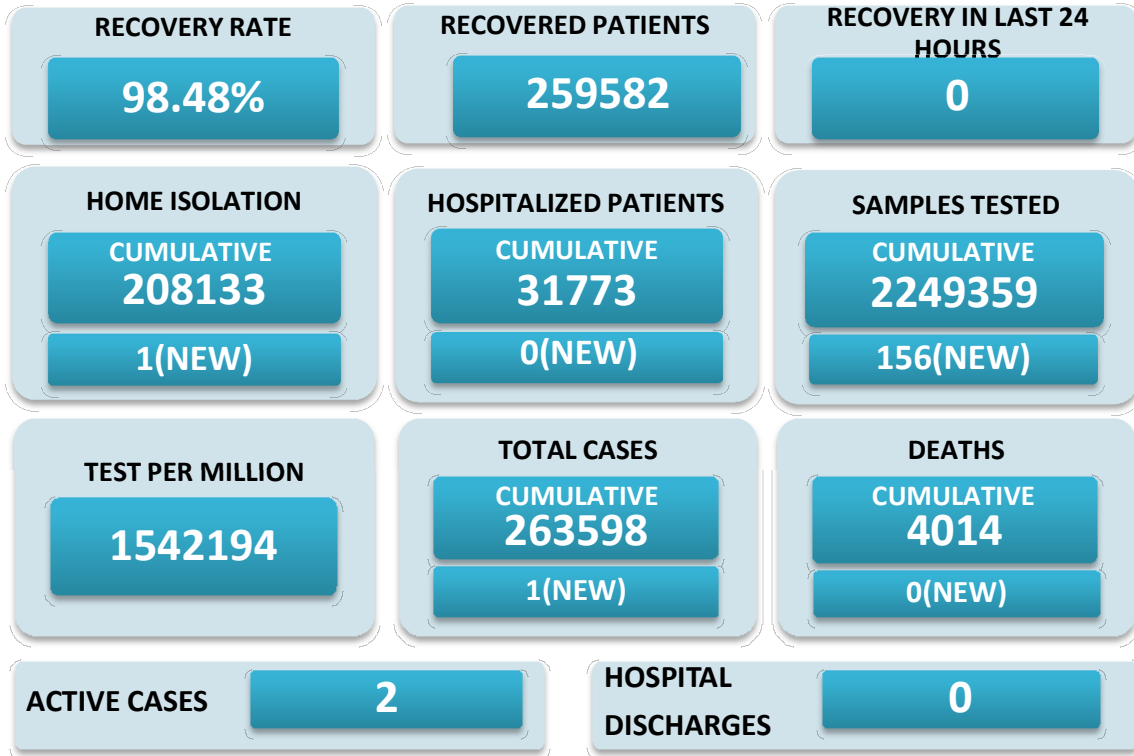 RECOVERY RATE
98.48%
RECOVERED PATIENTS
259582
RECOVERY IN LAST 24
HOURS
0
HOME ISOLATION
CUMULATIVE
208133
1(NEW)
HOSPITALIZED PATIENTS
CUMULATIVE
31773
0(NEW)
SAMPLES TESTED
CUMULATIVE
2249359
156(NEW)
TEST PER MILLION
1542194
TOTAL CASES
CUMULATIVE
263598
1(NEW)
DEATHS
CUMULATIVE
4014
0(NEW)
ACTIVE CASES
2
HOSPITAL
DISCHARGES
0